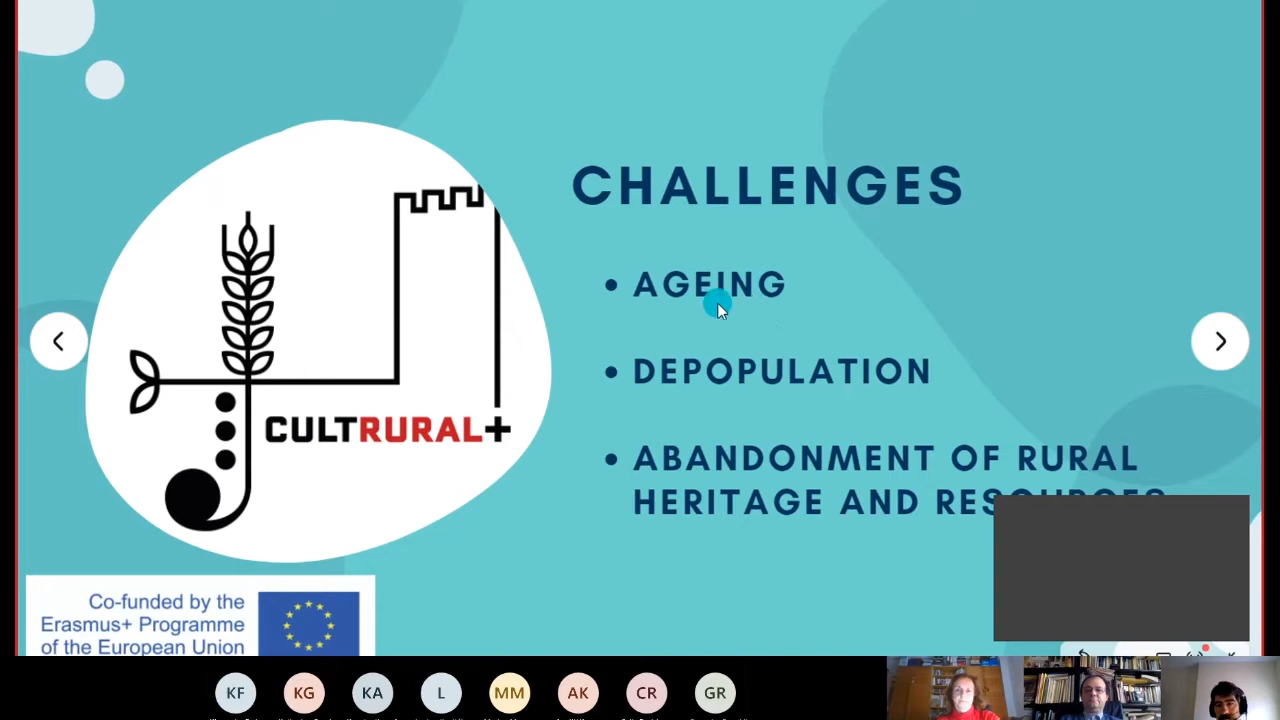 CHALLENGES
• AGEING
• DEPOPULATION
• ABANDONMENT OF RURAL
HERITAGE AND RESOURCES
CULTRURAL+
Co-funded by the
Erasmus+ Programme
of the European Union
KF KG KA L MM AK CR GR